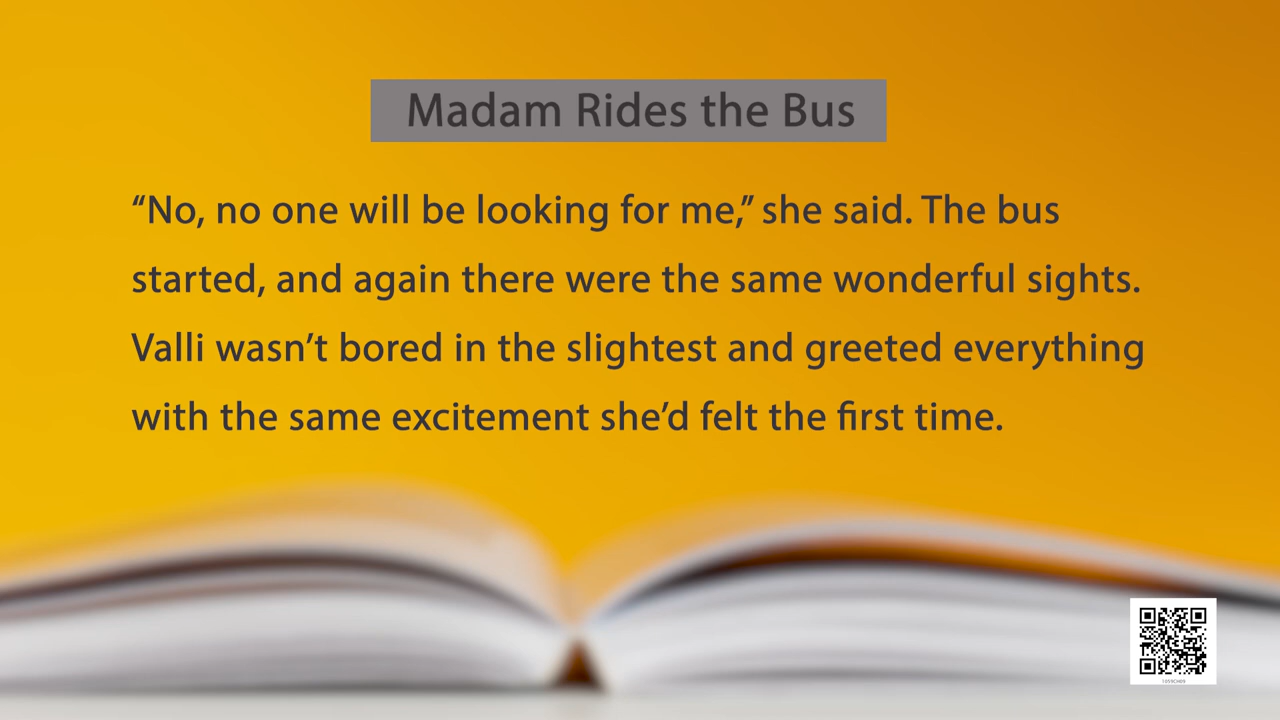 Madam Rides the Bus
“No, no one will be looking for me,” she said. The bus
started, and again there were the same wonderful sights.
Valli wasn’t bored in the slightest and greeted everything
with the same excitement she’d felt the first time.
1059CH09